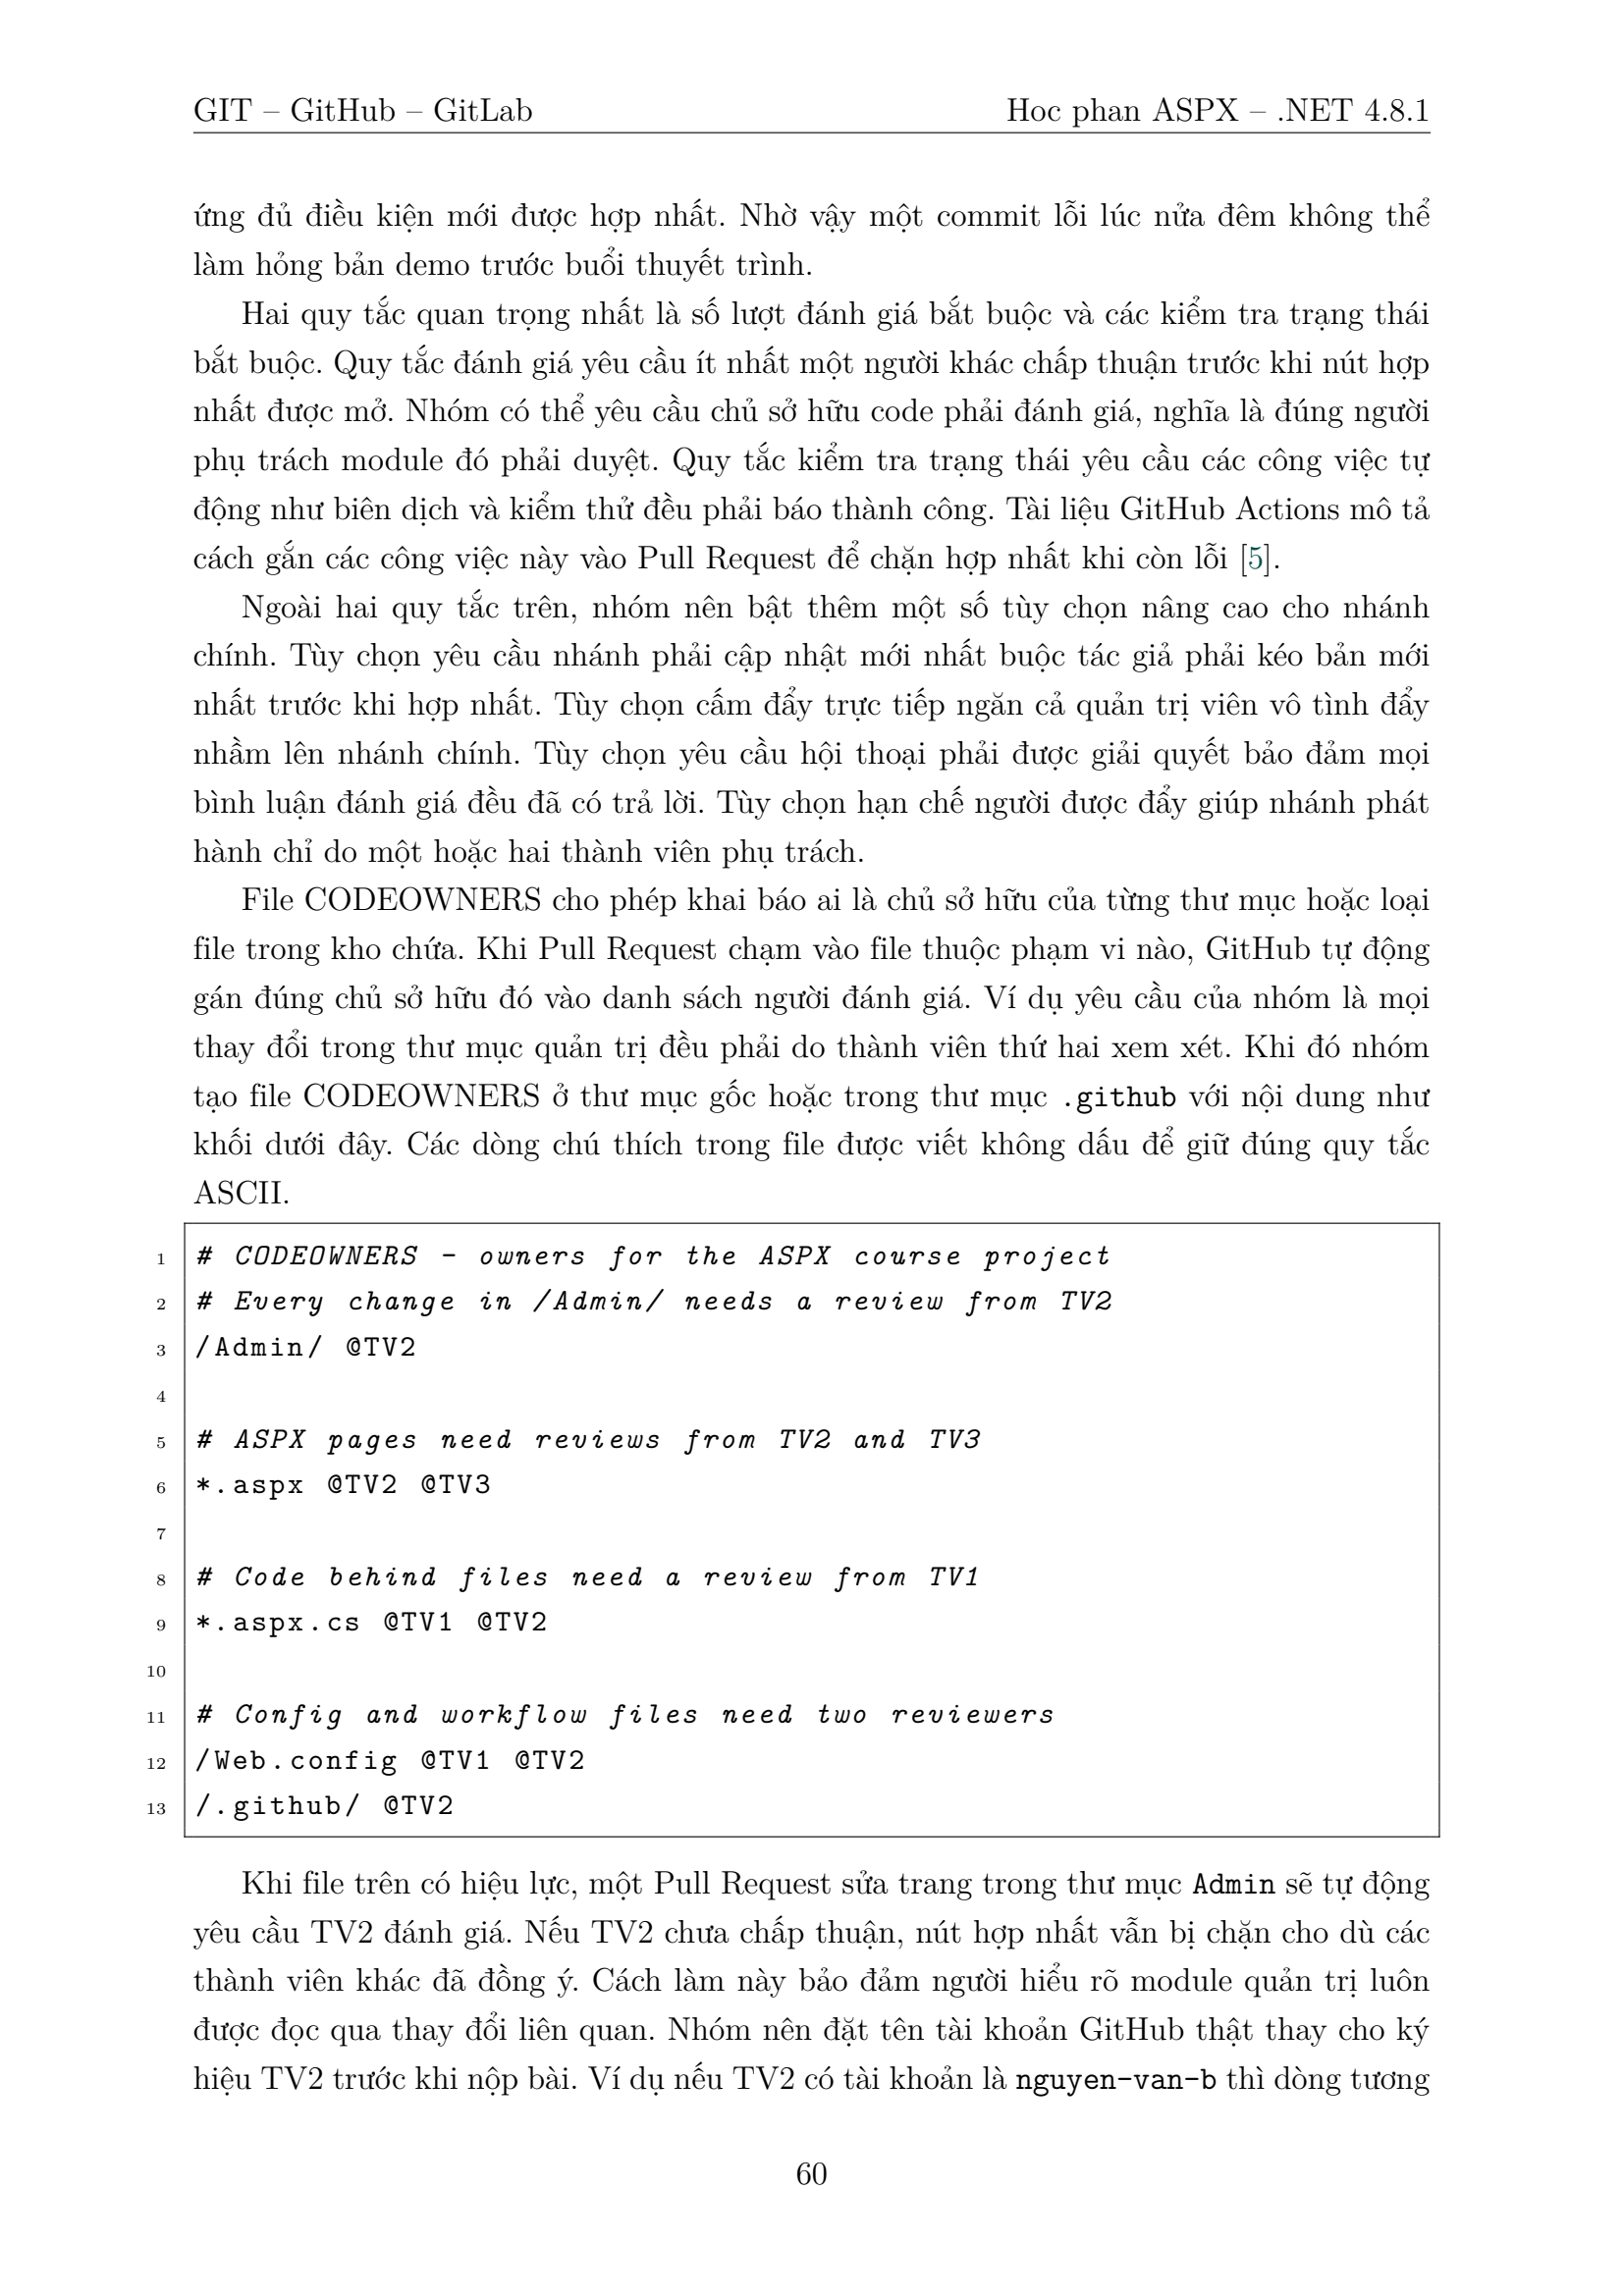 GIT – GitHub – GitLab
Hoc phan ASPX – .NET 4.8.1
ứng đủ điều kiện mới được hợp nhất. Nhờ vậy một commit lỗi lúc nửa đêm không thể
làm hỏng bản demo trước buổi thuyết trình.
Hai quy tắc quan trọng nhất là số lượt đánh giá bắt buộc và các kiểm tra trạng thái
bắt buộc. Quy tắc đánh giá yêu cầu ít nhất một người khác chấp thuận trước khi nút hợp
nhất được mở. Nhóm có thể yêu cầu chủ sở hữu code phải đánh giá, nghĩa là đúng người
phụ trách module đó phải duyệt. Quy tắc kiểm tra trạng thái yêu cầu các công việc tự
động như biên dịch và kiểm thử đều phải báo thành công. Tài liệu GitHub Actions mô tả
cách gắn các công việc này vào Pull Request để chặn hợp nhất khi còn lỗi [5].
Ngoài hai quy tắc trên, nhóm nên bật thêm một số tùy chọn nâng cao cho nhánh
chính. Tùy chọn yêu cầu nhánh phải cập nhật mới nhất buộc tác giả phải kéo bản mới
nhất trước khi hợp nhất. Tùy chọn cấm đẩy trực tiếp ngăn cả quản trị viên vô tình đẩy
nhầm lên nhánh chính. Tùy chọn yêu cầu hội thoại phải được giải quyết bảo đảm mọi
bình luận đánh giá đều đã có trả lời. Tùy chọn hạn chế người được đẩy giúp nhánh phát
hành chỉ do một hoặc hai thành viên phụ trách.
File CODEOWNERS cho phép khai báo ai là chủ sở hữu của từng thư mục hoặc loại
file trong kho chứa. Khi Pull Request chạm vào file thuộc phạm vi nào, GitHub tự động
gán đúng chủ sở hữu đó vào danh sách người đánh giá. Ví dụ yêu cầu của nhóm là mọi
thay đổi trong thư mục quản trị đều phải do thành viên thứ hai xem xét. Khi đó nhóm
tạo file CODEOWNERS ở thư mục gốc hoặc trong thư mục .github với nội dung như
khối dưới đây. Các dòng chú thích trong file được viết không dấu để giữ đúng quy tắc
ASCII.
1 # CODEOWNERS - owners for the ASPX course project
2 # Every change in /Admin/ needs a review from TV2
3 /Admin/ @TV2
4
5 # ASPX pages need reviews from TV2 and TV3
6 *.aspx @TV2 @TV3
7
8 # Code behind files need a review from TV1
9 *.aspx.cs @TV1 @TV2
10
11 # Config and workflow files need two reviewers
12 /Web.config @TV1 @TV2
13 /.github/ @TV2
Khi file trên có hiệu lực, một Pull Request sửa trang trong thư mục Admin sẽ tự động
yêu cầu TV2 đánh giá. Nếu TV2 chưa chấp thuận, nút hợp nhất vẫn bị chặn cho dù các
thành viên khác đã đồng ý. Cách làm này bảo đảm người hiểu rõ module quản trị luôn
được đọc qua thay đổi liên quan. Nhóm nên đặt tên tài khoản GitHub thật thay cho ký
hiệu TV2 trước khi nộp bài. Ví dụ nếu TV2 có tài khoản là nguyen-van-b thì dòng tương
60